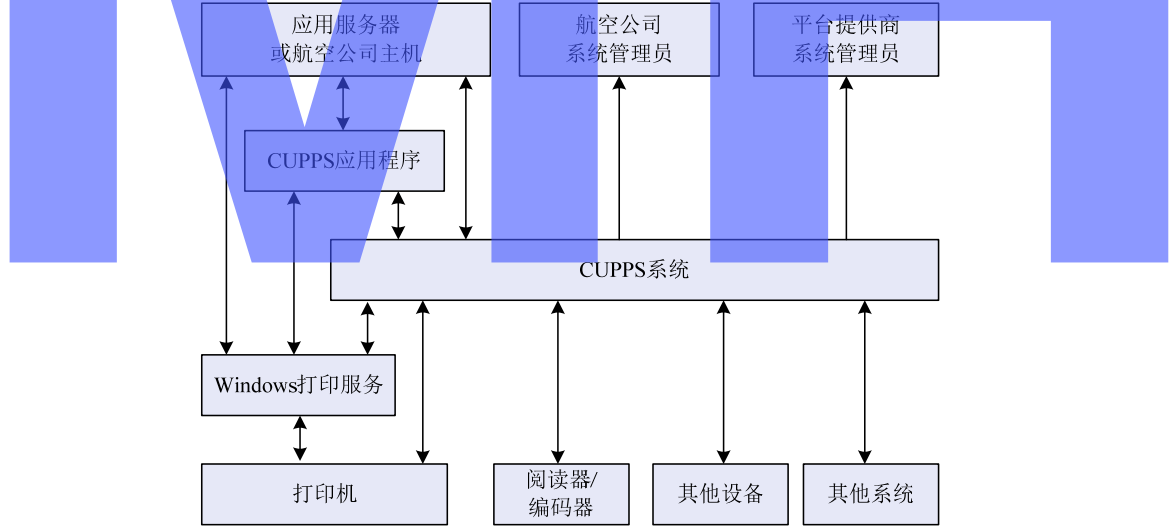 应用服务器
或航空公司主机
航空公司
系统管理员
平台提供商
系统管理员
CUPPS应用程序
CUPPS系统
Windows打印服务
打印机
阅读器/
编码器
其他设备
其他系统